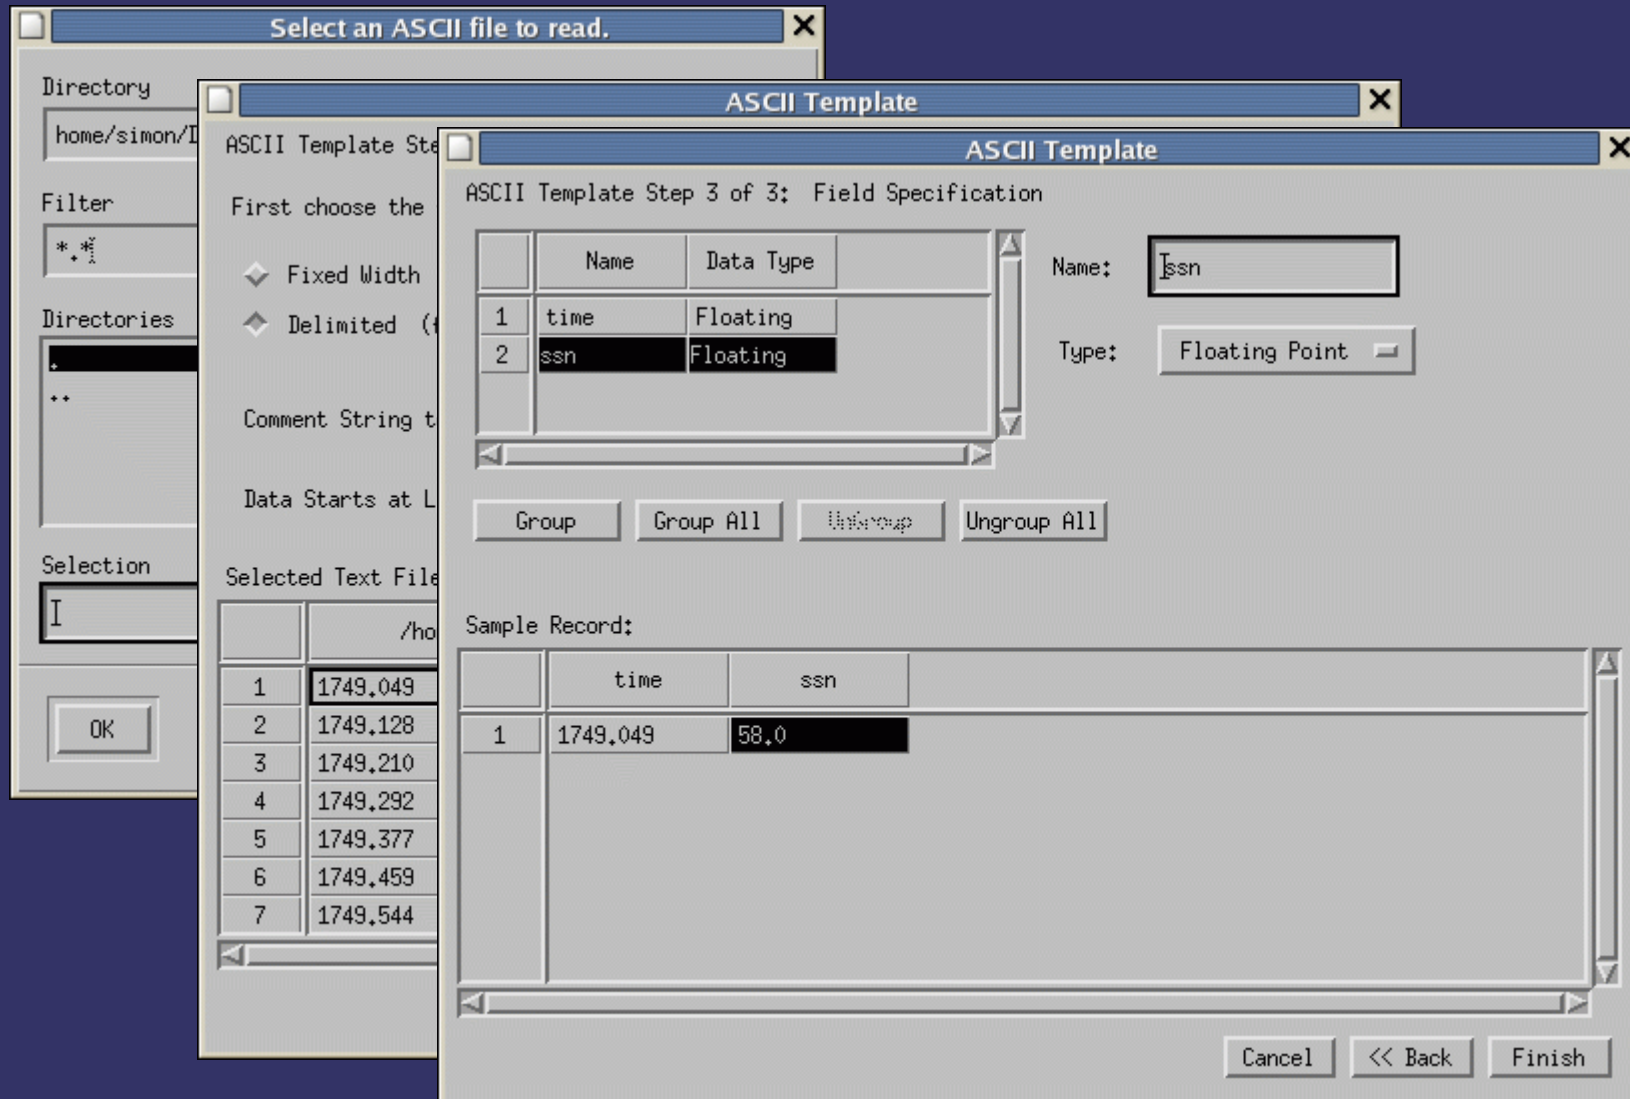 Select an ASCII file to read.
Directory
home/simon/
Filter
*.*
Directories
.
..
Selection
OK
ASCII Template
ASCII Template Ste
First choose the
Fixed Width
Delimited (
Comment String t
Data Starts at L
Selected Text File
/ho
1 1749.049
2 1749.128
3 1749.210
4 1749.292
5 1749.377
6 1749.459
7 1749.544
ASCII Template
ASCII Template Step 3 of 3: Field Specification
Name Data Type
1 time Floating
2 ssn Floating
Name: ssn
Type: Floating Point
Group Group All UnGroup Ungroup All
Sample Record:
time ssn
1 1749.049 58.0
Cancel << Back Finish